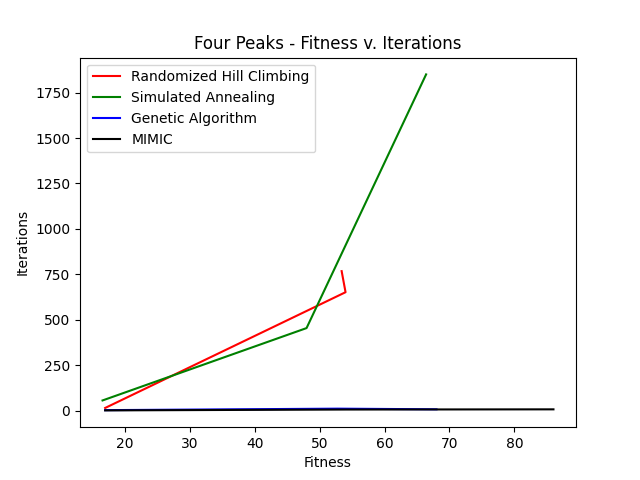 Four Peaks - Fitness v. Iterations
Randomized Hill Climbing
Simulated Annealing
Genetic Algorithm
MIMIC
1750
1500
1250
1000
750
500
250
0
Iterations
20 30 40 50 60 70 80
Fitness